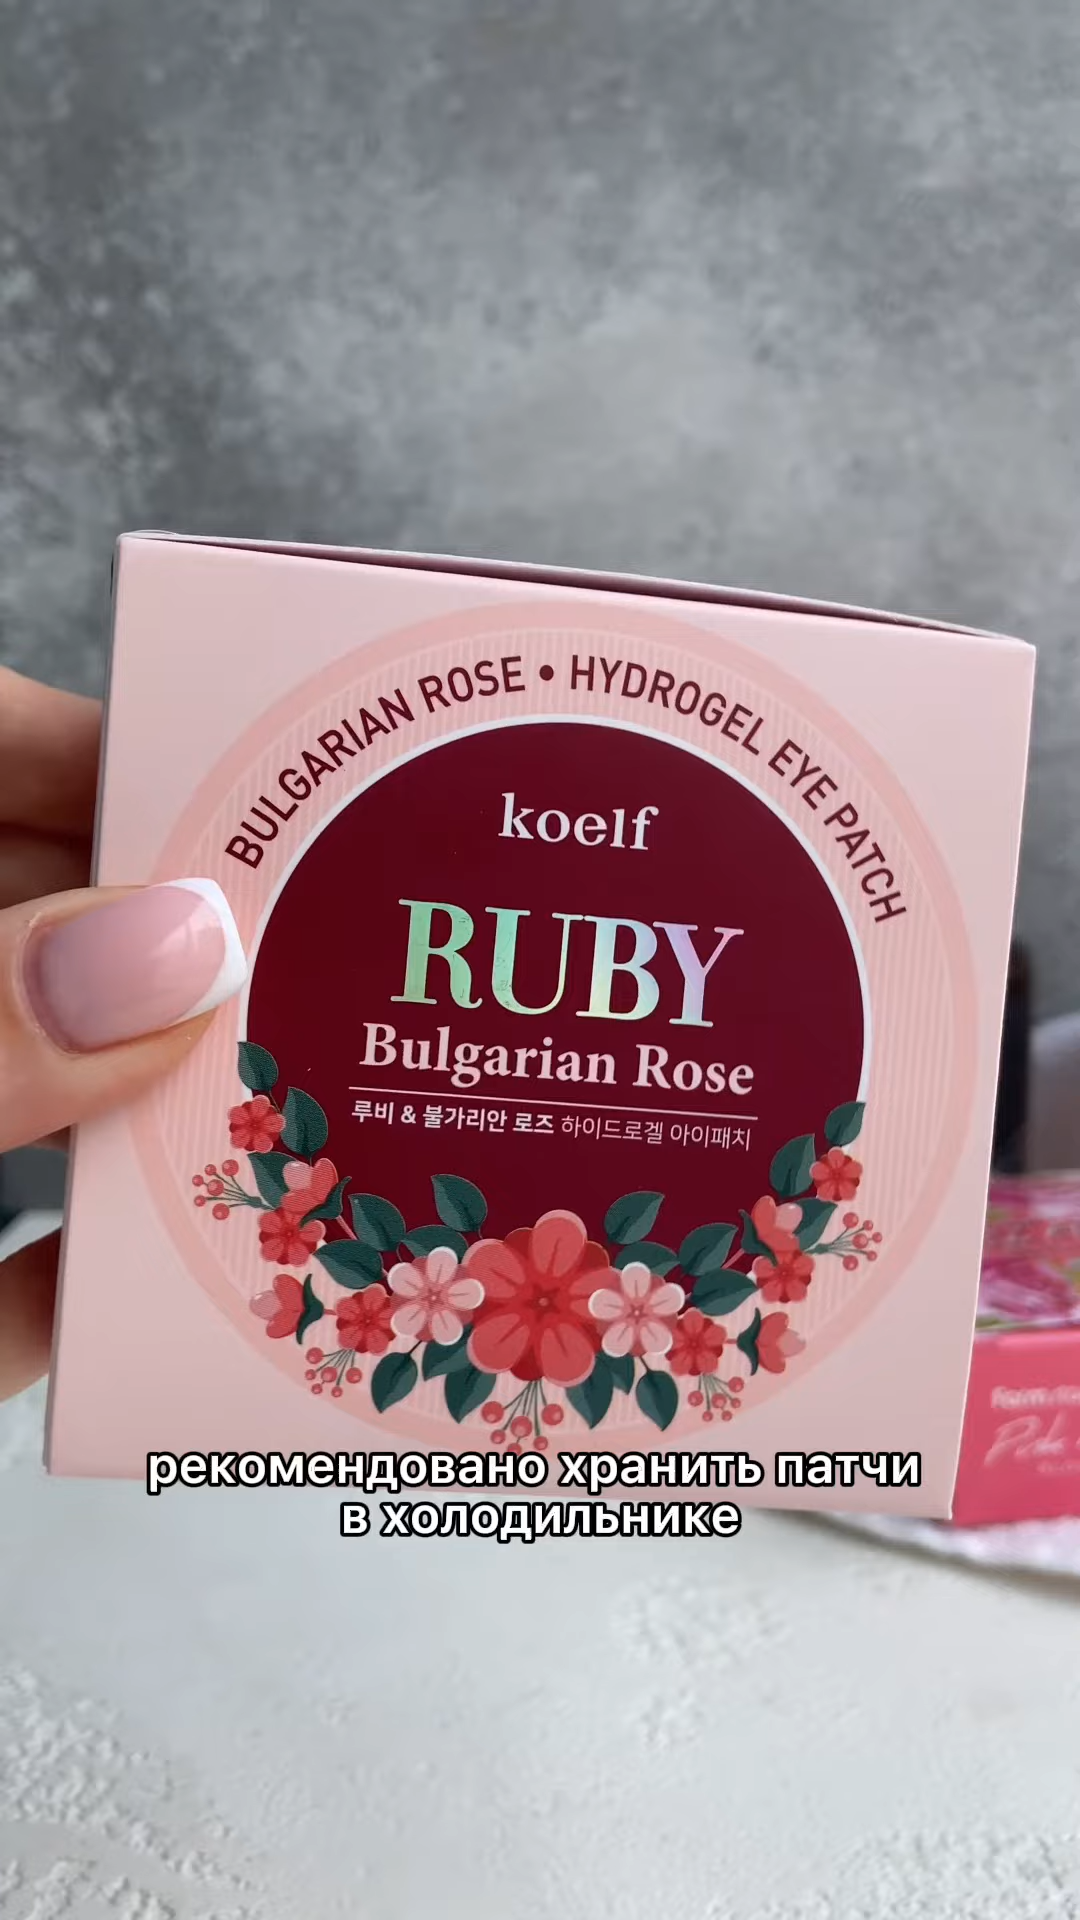 BULGARIAN ROSE • HYDROGEL EYE PATCH
koelf
RUBY
Bulgarian Rose
루비 & 불가리안 로즈 하이드로겔 아이패치
рекомендовано хранить патчи
в холодильнике